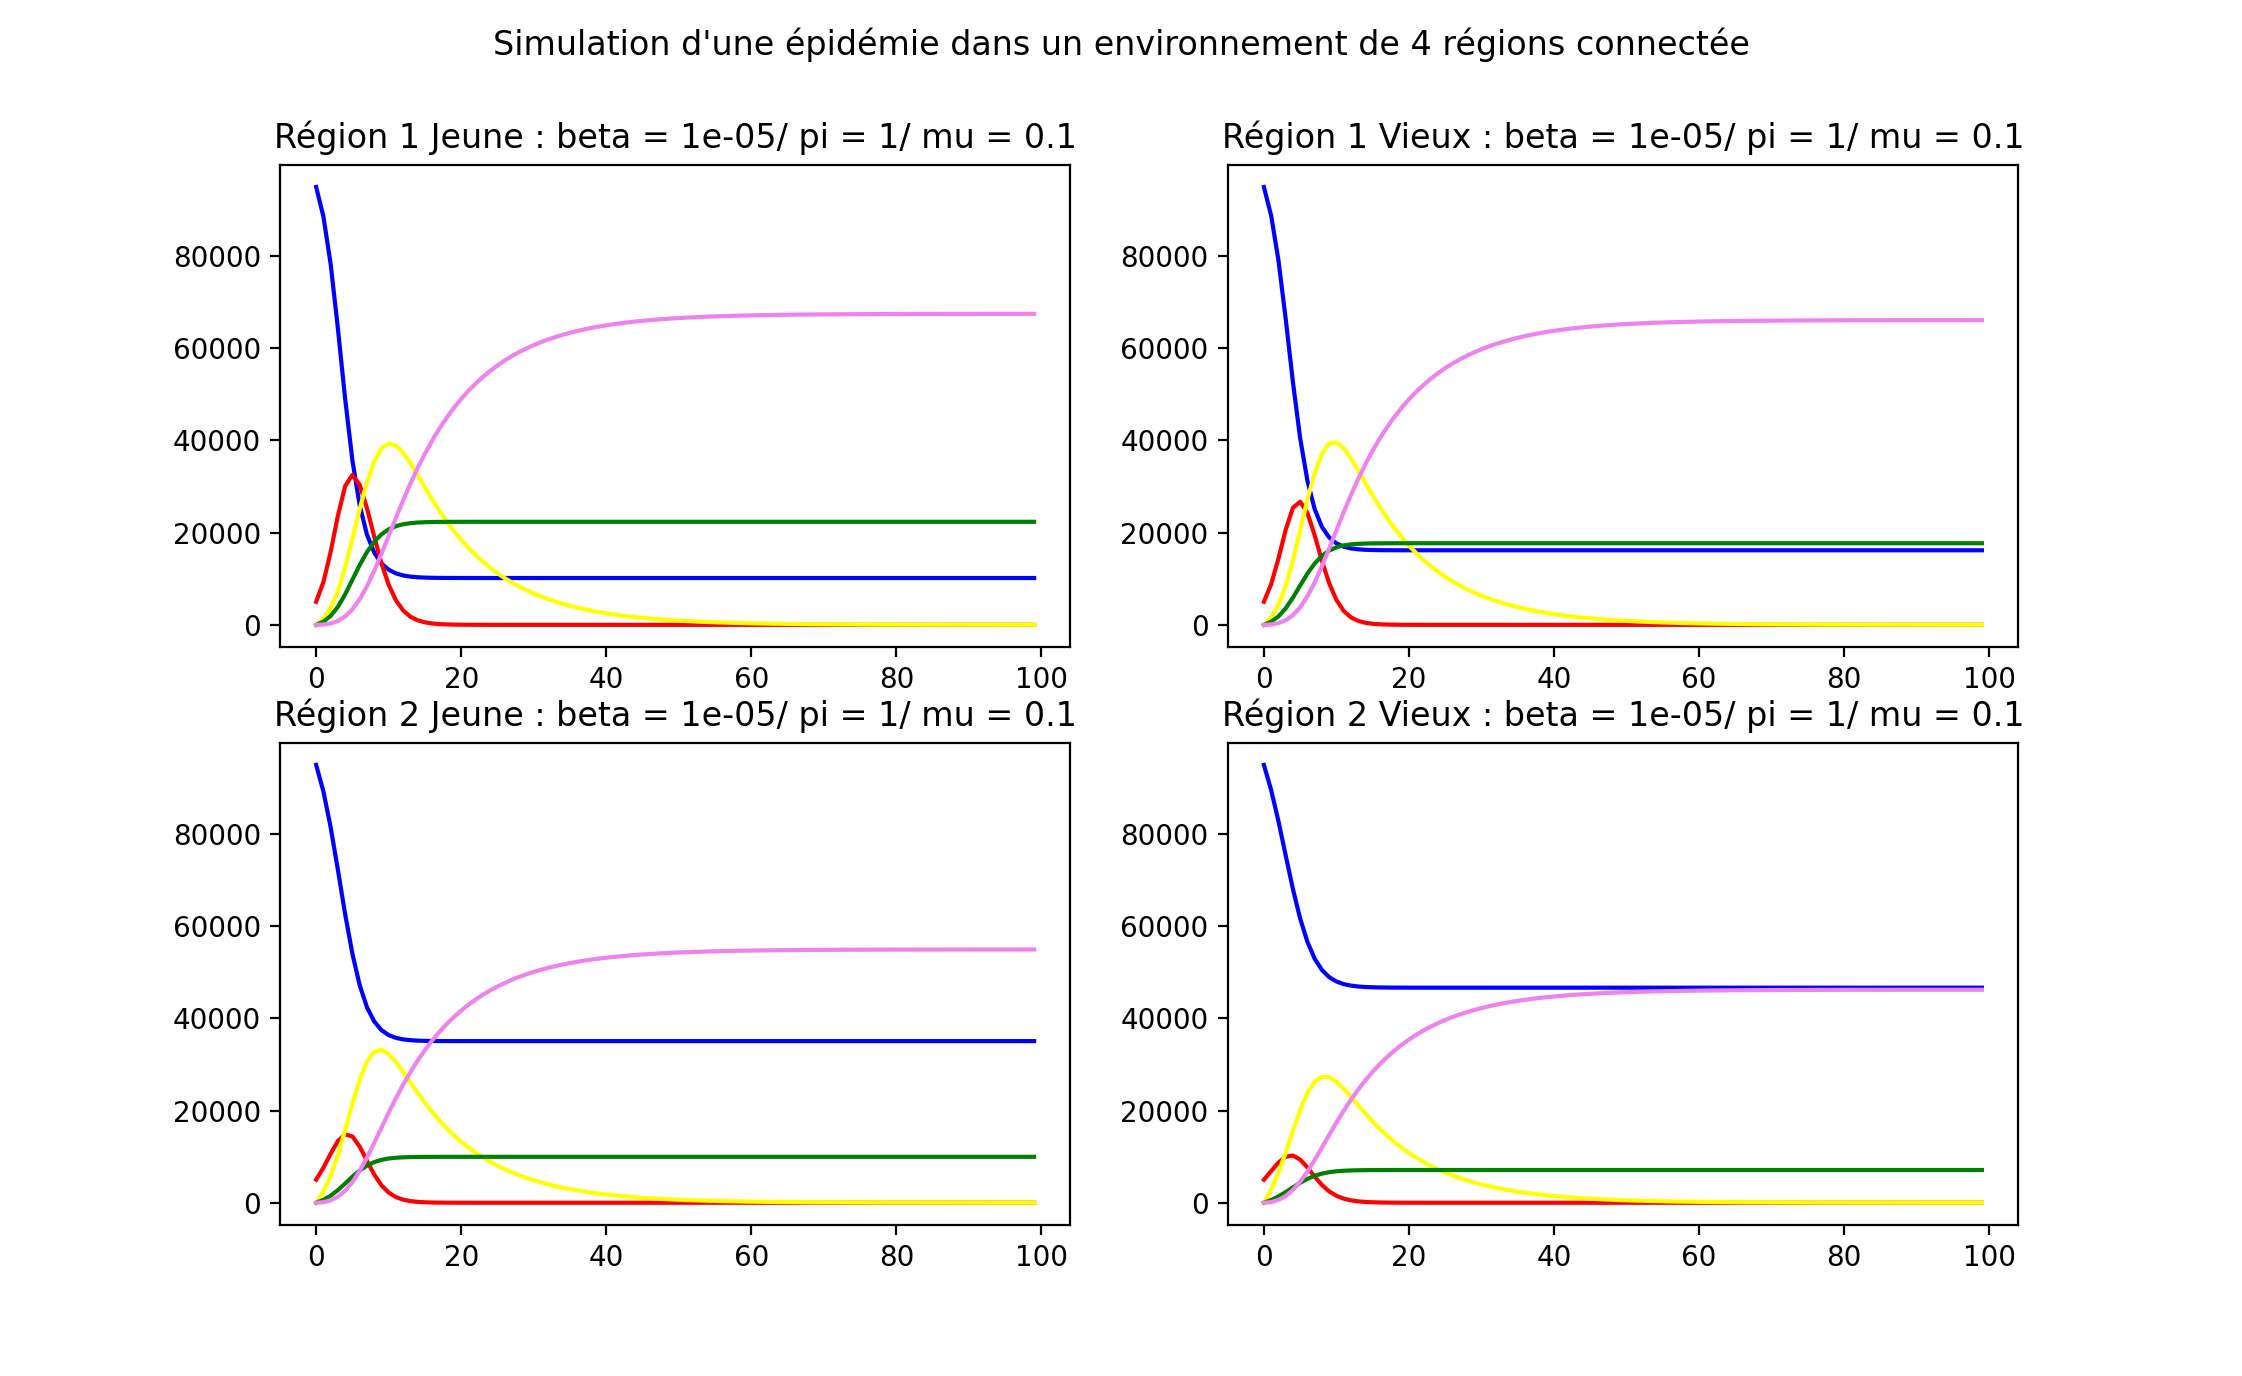 Simulation d'une épidémie dans un environnement de 4 régions connectée
Région 1 Jeune : beta = 1e-05/ pi = 1/ mu = 0.1
80000
60000
40000
20000
0
0 20 40 60 80 100
Région 1 Vieux : beta = 1e-05/ pi = 1/ mu = 0.1
80000
60000
40000
20000
0
0 20 40 60 80 100
Région 2 Jeune : beta = 1e-05/ pi = 1/ mu = 0.1
80000
60000
40000
20000
0
0 20 40 60 80 100
Région 2 Vieux : beta = 1e-05/ pi = 1/ mu = 0.1
80000
60000
40000
20000
0
0 20 40 60 80 100